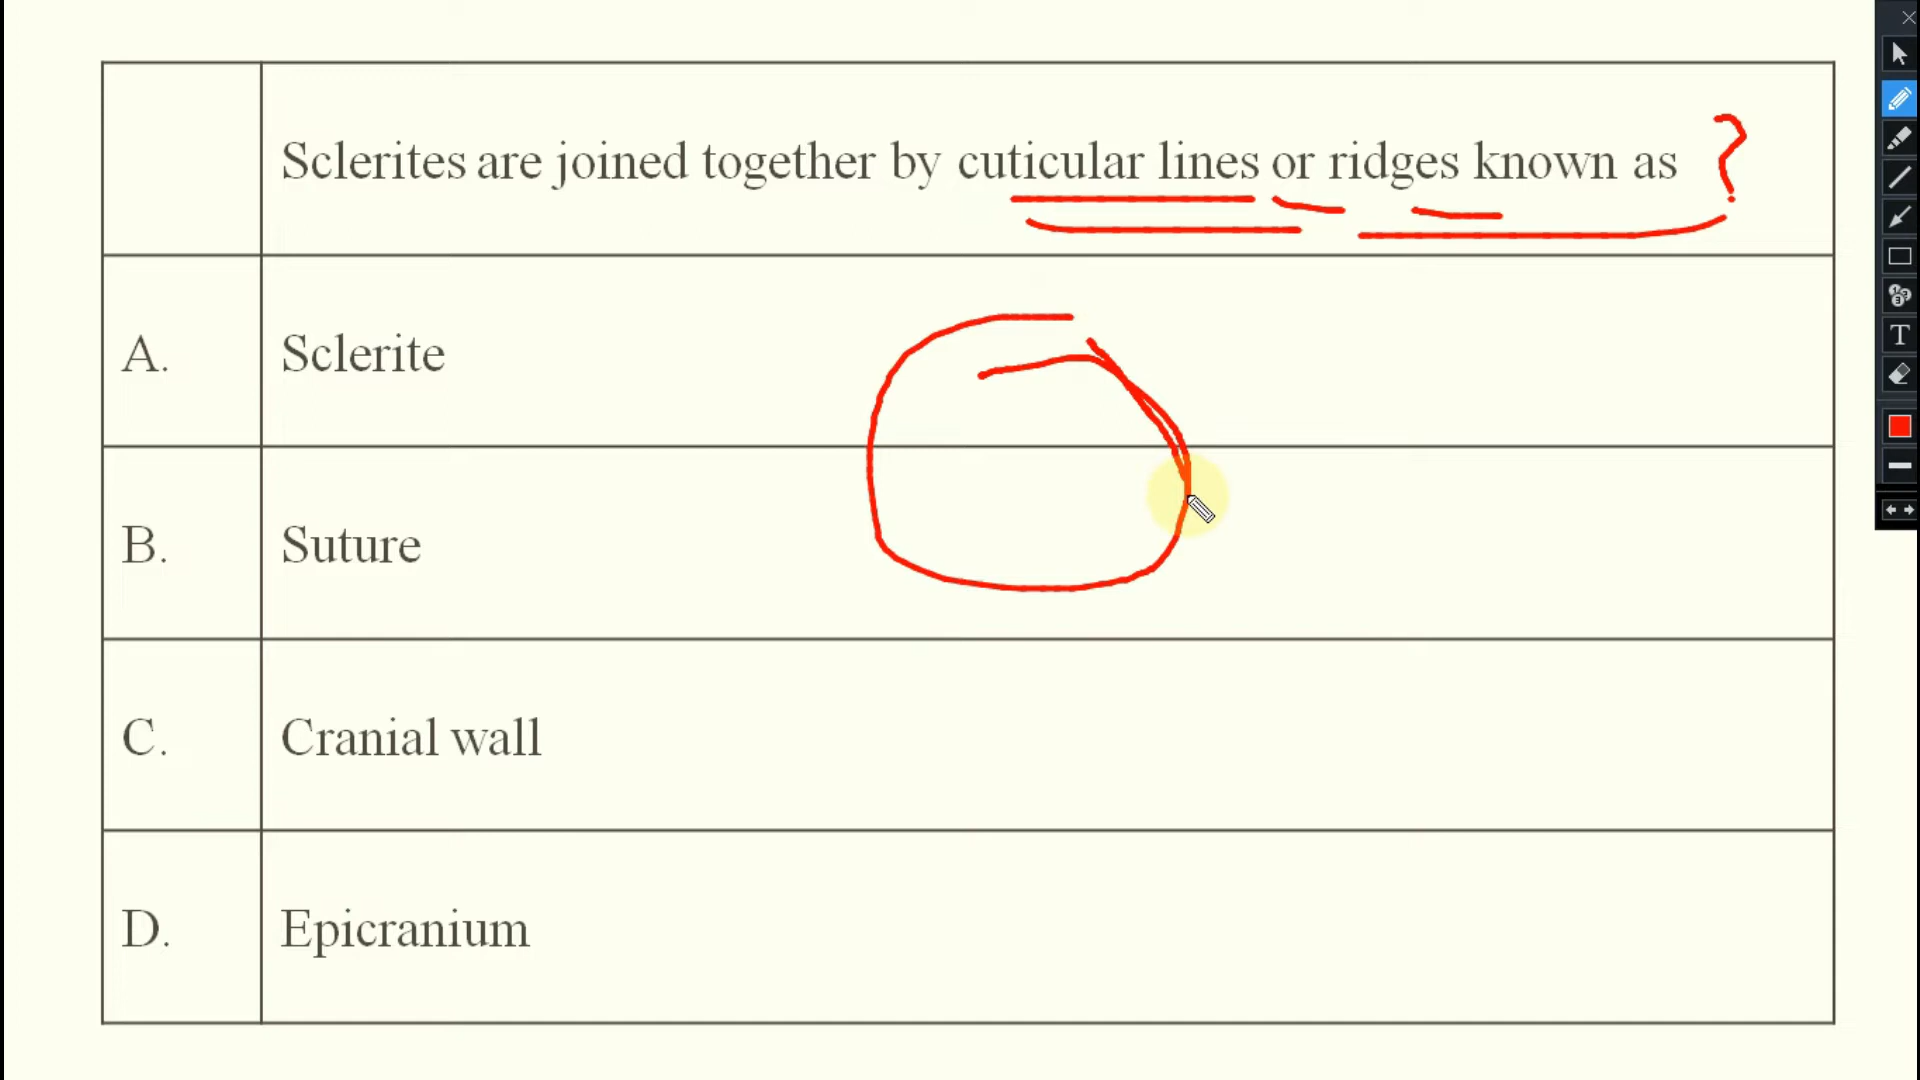 Sclerites are joined together by cuticular lines or ridges known as ?
A. Sclerite
B. Suture
C. Cranial wall
D. Epicranium
T